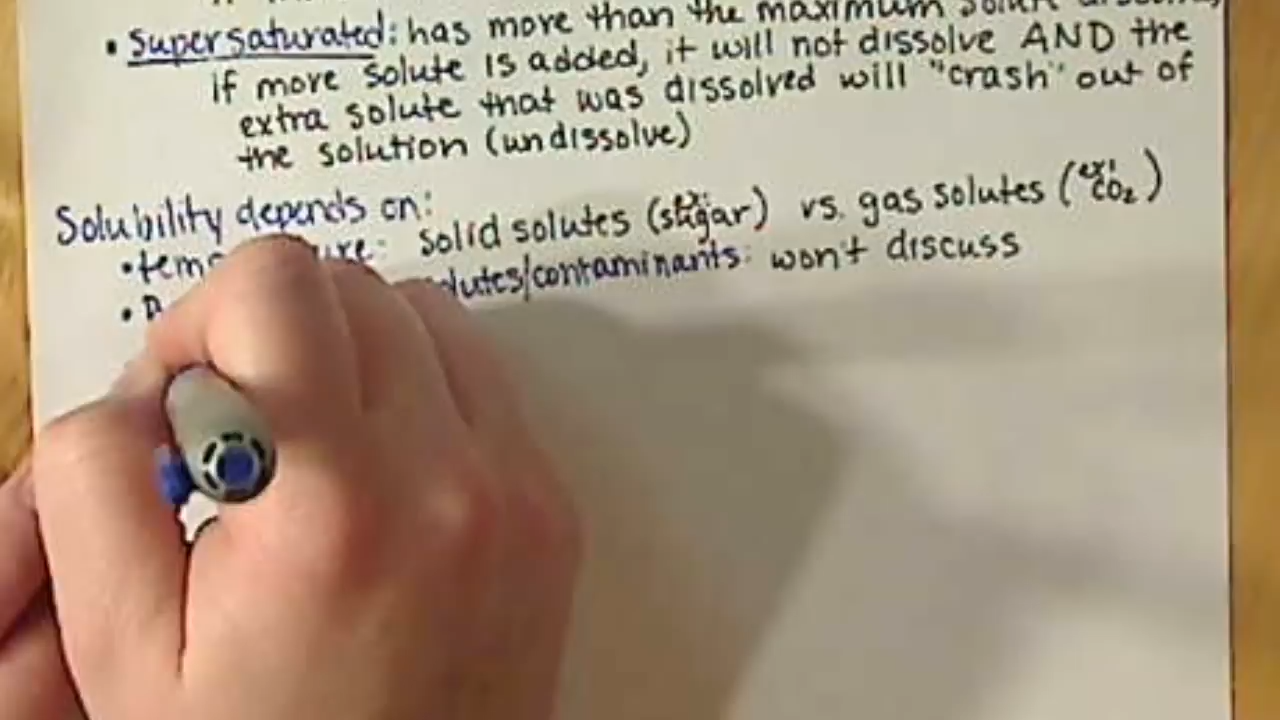 • Supersaturated: has more than the maximum
if more solute is added, it will not dissolve AND the
extra solute that was dissolved will "crash" out of
the solution (undissolve)
Solubility depends on:
• solid solutes (ex: sugar) vs. gas solutes (ex: CO₂)
• /contaminants: won't discuss